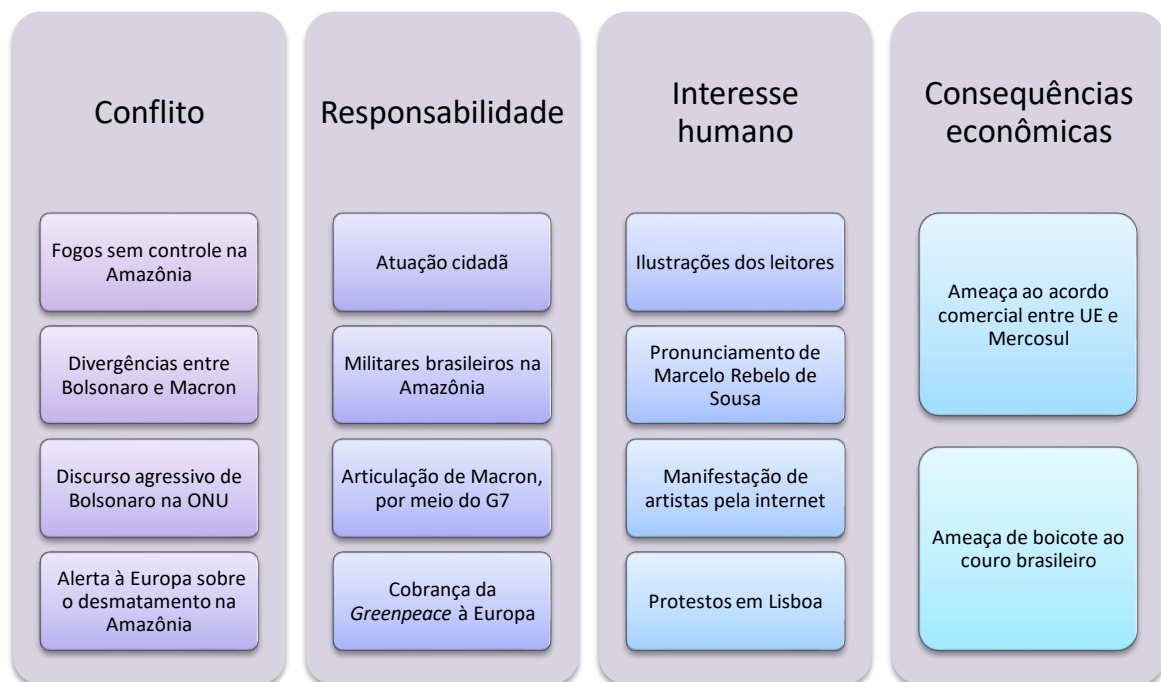 Conflito
Fogos sem controle na
Amazônia
Divergências entre
Bolsonaro e Macron
Discurso agressivo de
Bolsonaro na ONU
Alerta à Europa sobre
o desmatamento na
Amazônia
Responsabilidade
Atuação cidadã
Militares brasileiros na
Amazônia
Articulação de Macron,
por meio do G7
Cobrança da
Greenpeace à Europa
Interesse
humano
Ilustrações dos leitores
Pronunciamento de
Marcelo Rebelo de
Sousa
Manifestação de
artistas pela internet
Protestos em Lisboa
Consequências
econômicas
Ameaça ao acordo
comercial entre UE e
Mercosul
Ameaça de boicote ao
couro brasileiro